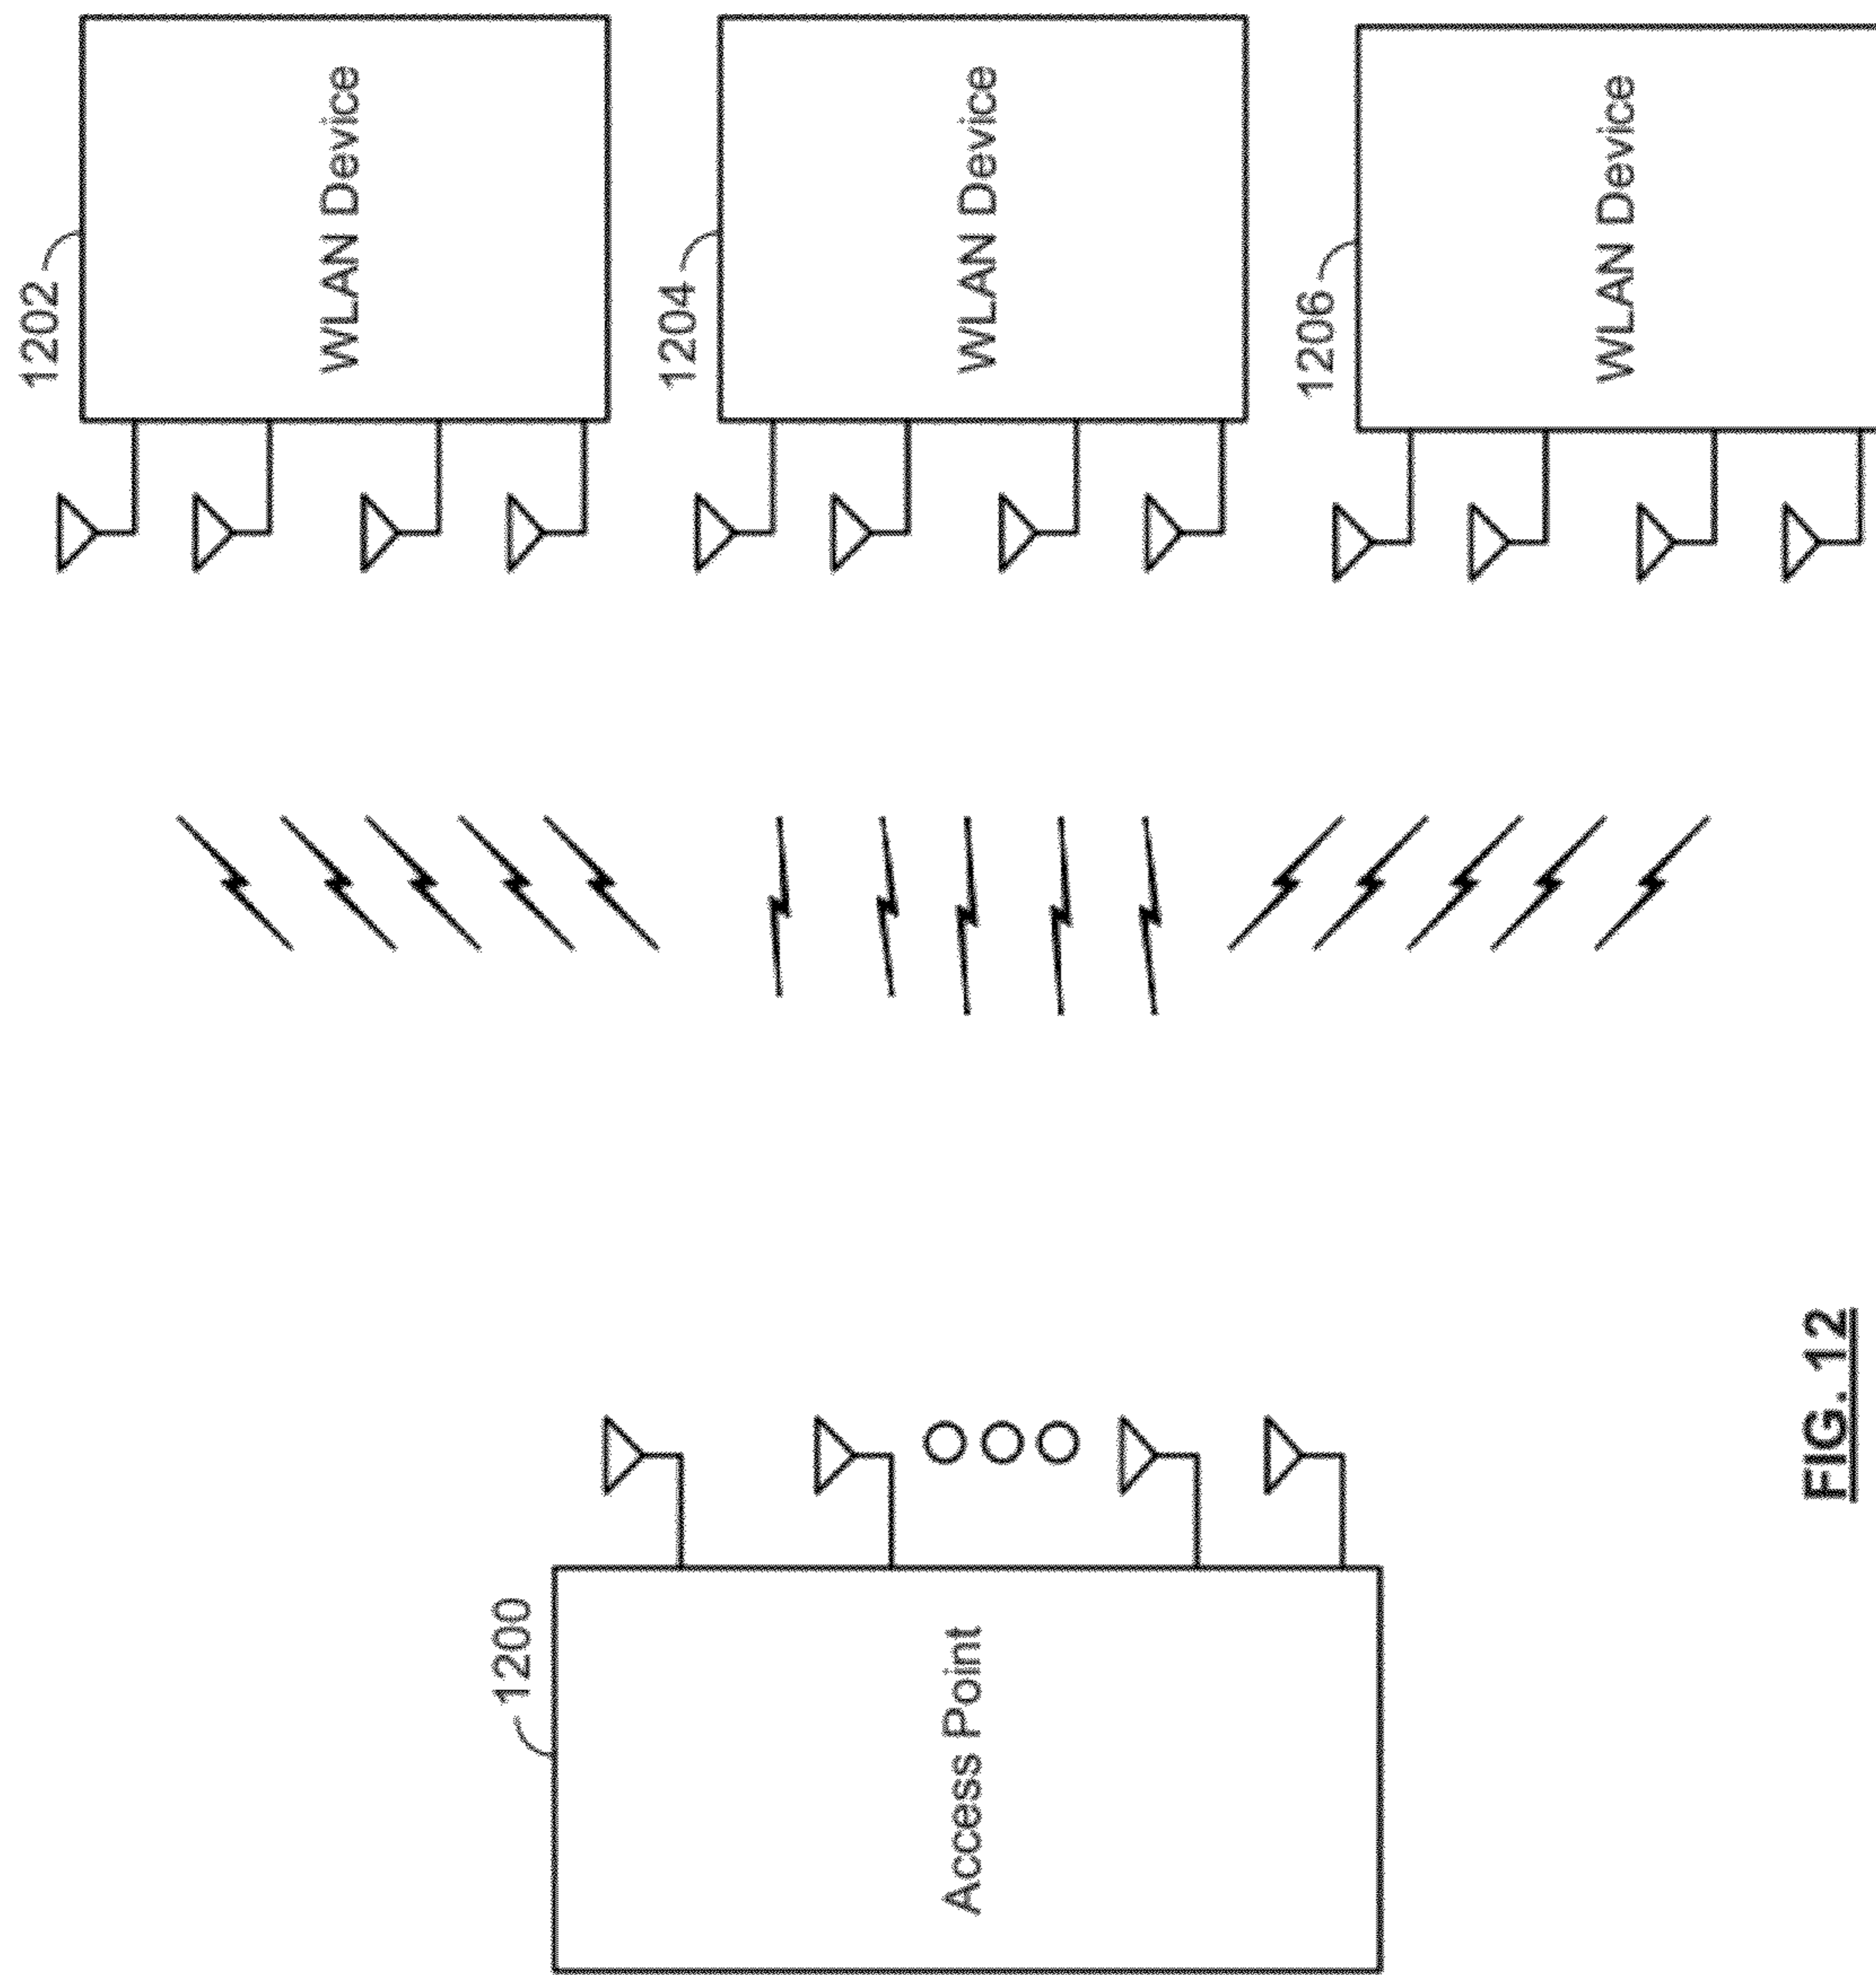 1202
WLAN Device
1204
WLAN Device
1206
WLAN Device
1200
Access Point
FIG. 12